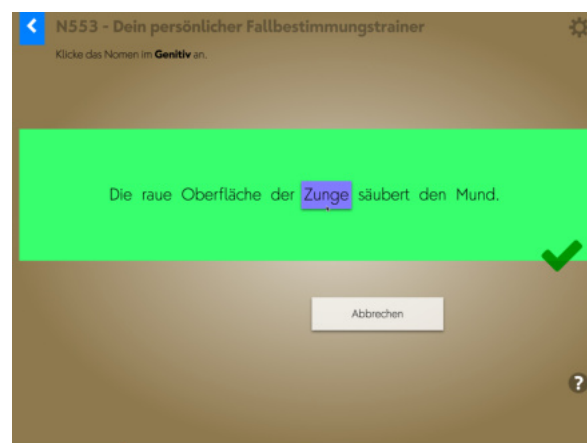 N553 - Dein persönlicher Fallbestimmungstrainer
Klicke das Nomen im Genitiv an.
Die raue Oberfläche der Zunge säubert den Mund.
Abbrechen
?